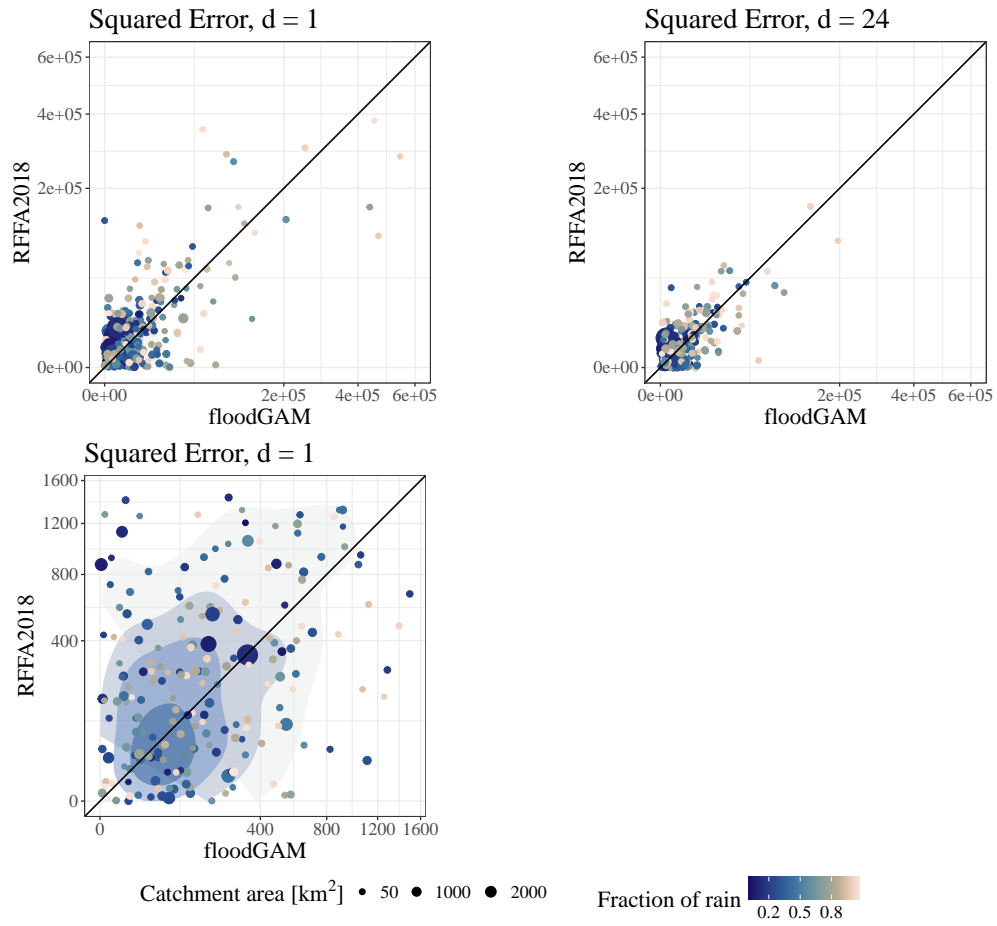 Squared Error, d = 1
6e+05
4e+05
2e+05
0e+00
RFFA2018
0e+00 2e+05 4e+05 6e+05
floodGAM
Squared Error, d = 24
6e+05
4e+05
2e+05
0e+00
RFFA2018
0e+00 2e+05 4e+05 6e+05
floodGAM
Squared Error, d = 1
1600
1200
800
400
0
RFFA2018
0 400 800 1200 1600
floodGAM
Catchment area [km²] 50 1000 2000
Fraction of rain 0.2 0.5 0.8